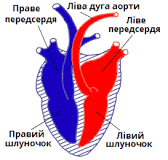 Праве
передсердя
Ліва дуга аорти
Ліве
передсердя
Правий
шлуночок
Лівий
шлуночок